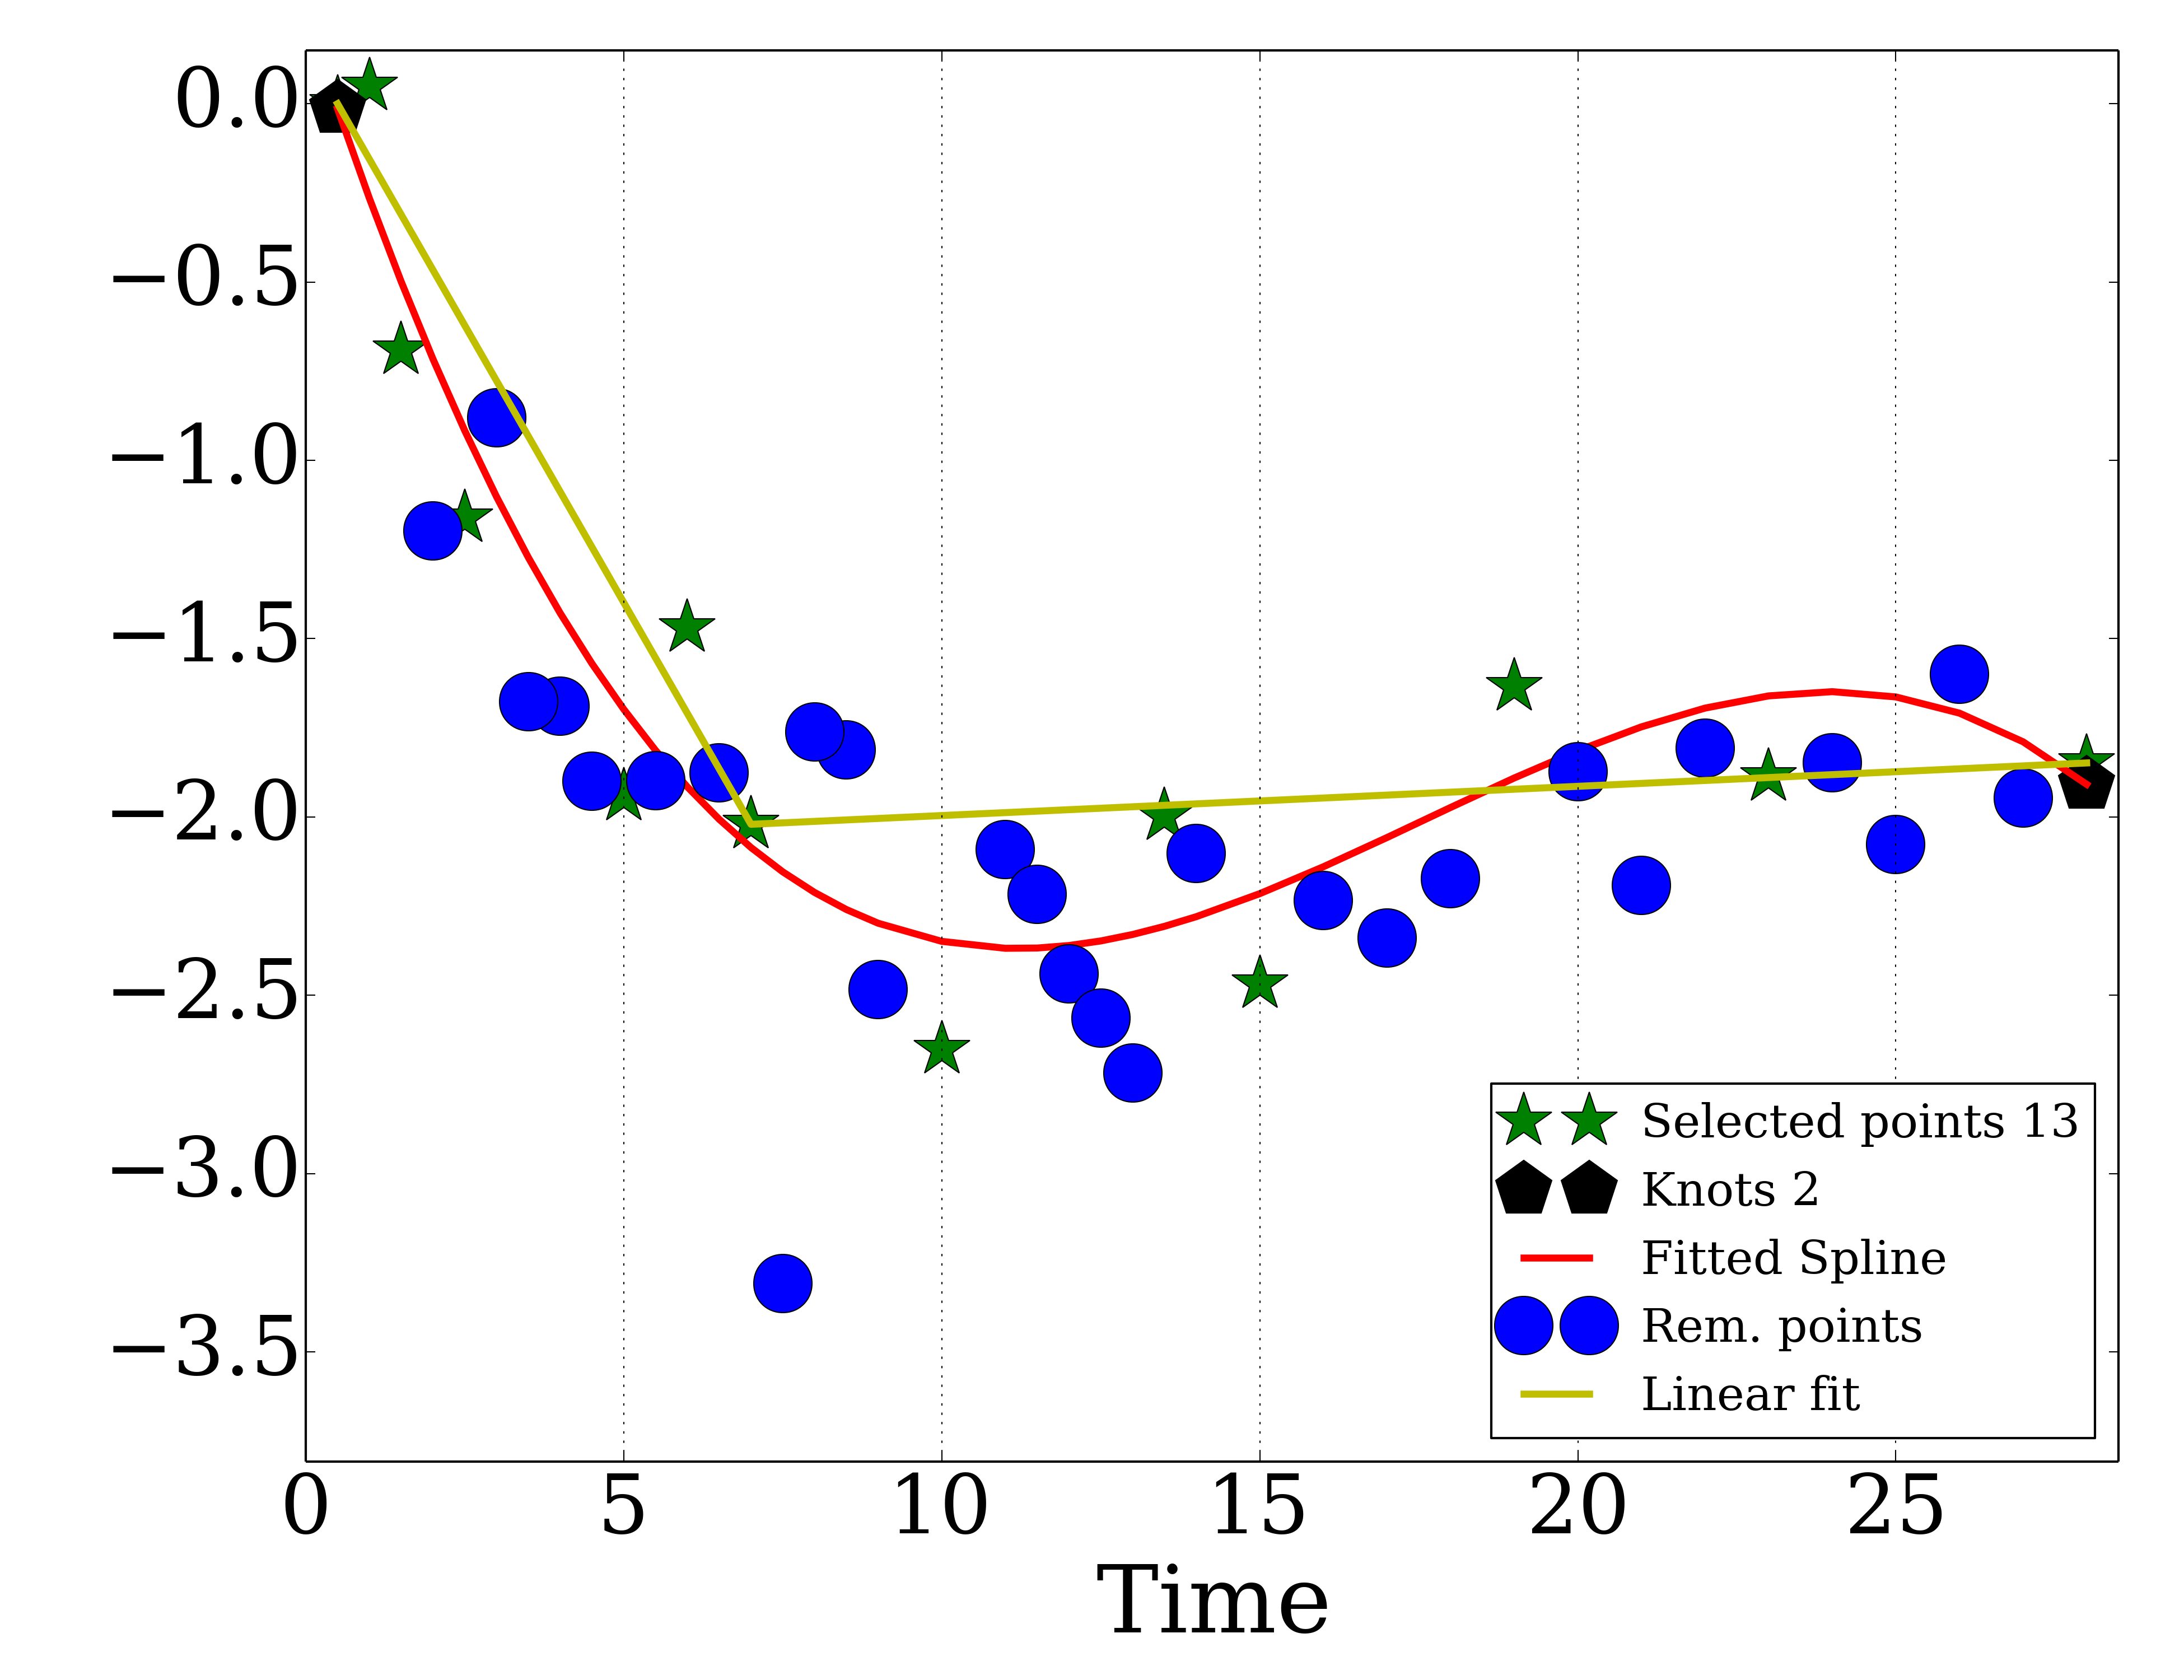 0.0
−0.5
−1.0
−1.5
−2.0
−2.5
−3.0
−3.5
0 5 10 15 20 25
Time
Selected points 13
Knots 2
Fitted Spline
Rem. points
Linear fit